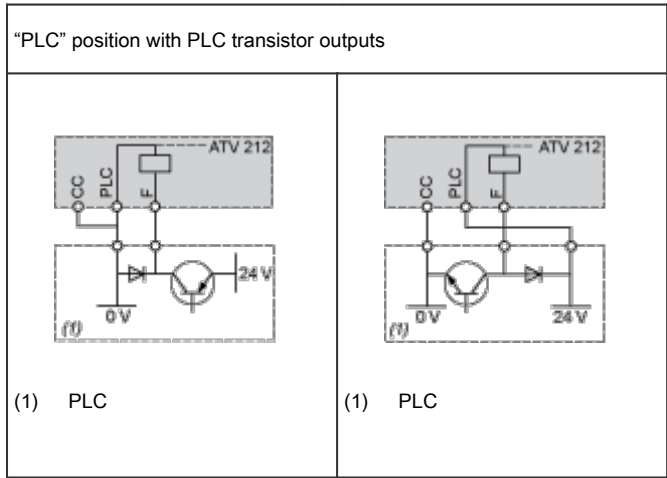 “PLC” position with PLC transistor outputs
ATV 212
CC
PLC
F
24 V
0 V
(1)
(1) PLC
ATV 212
CC
PLC
F
0 V
24 V
(1)
(1) PLC